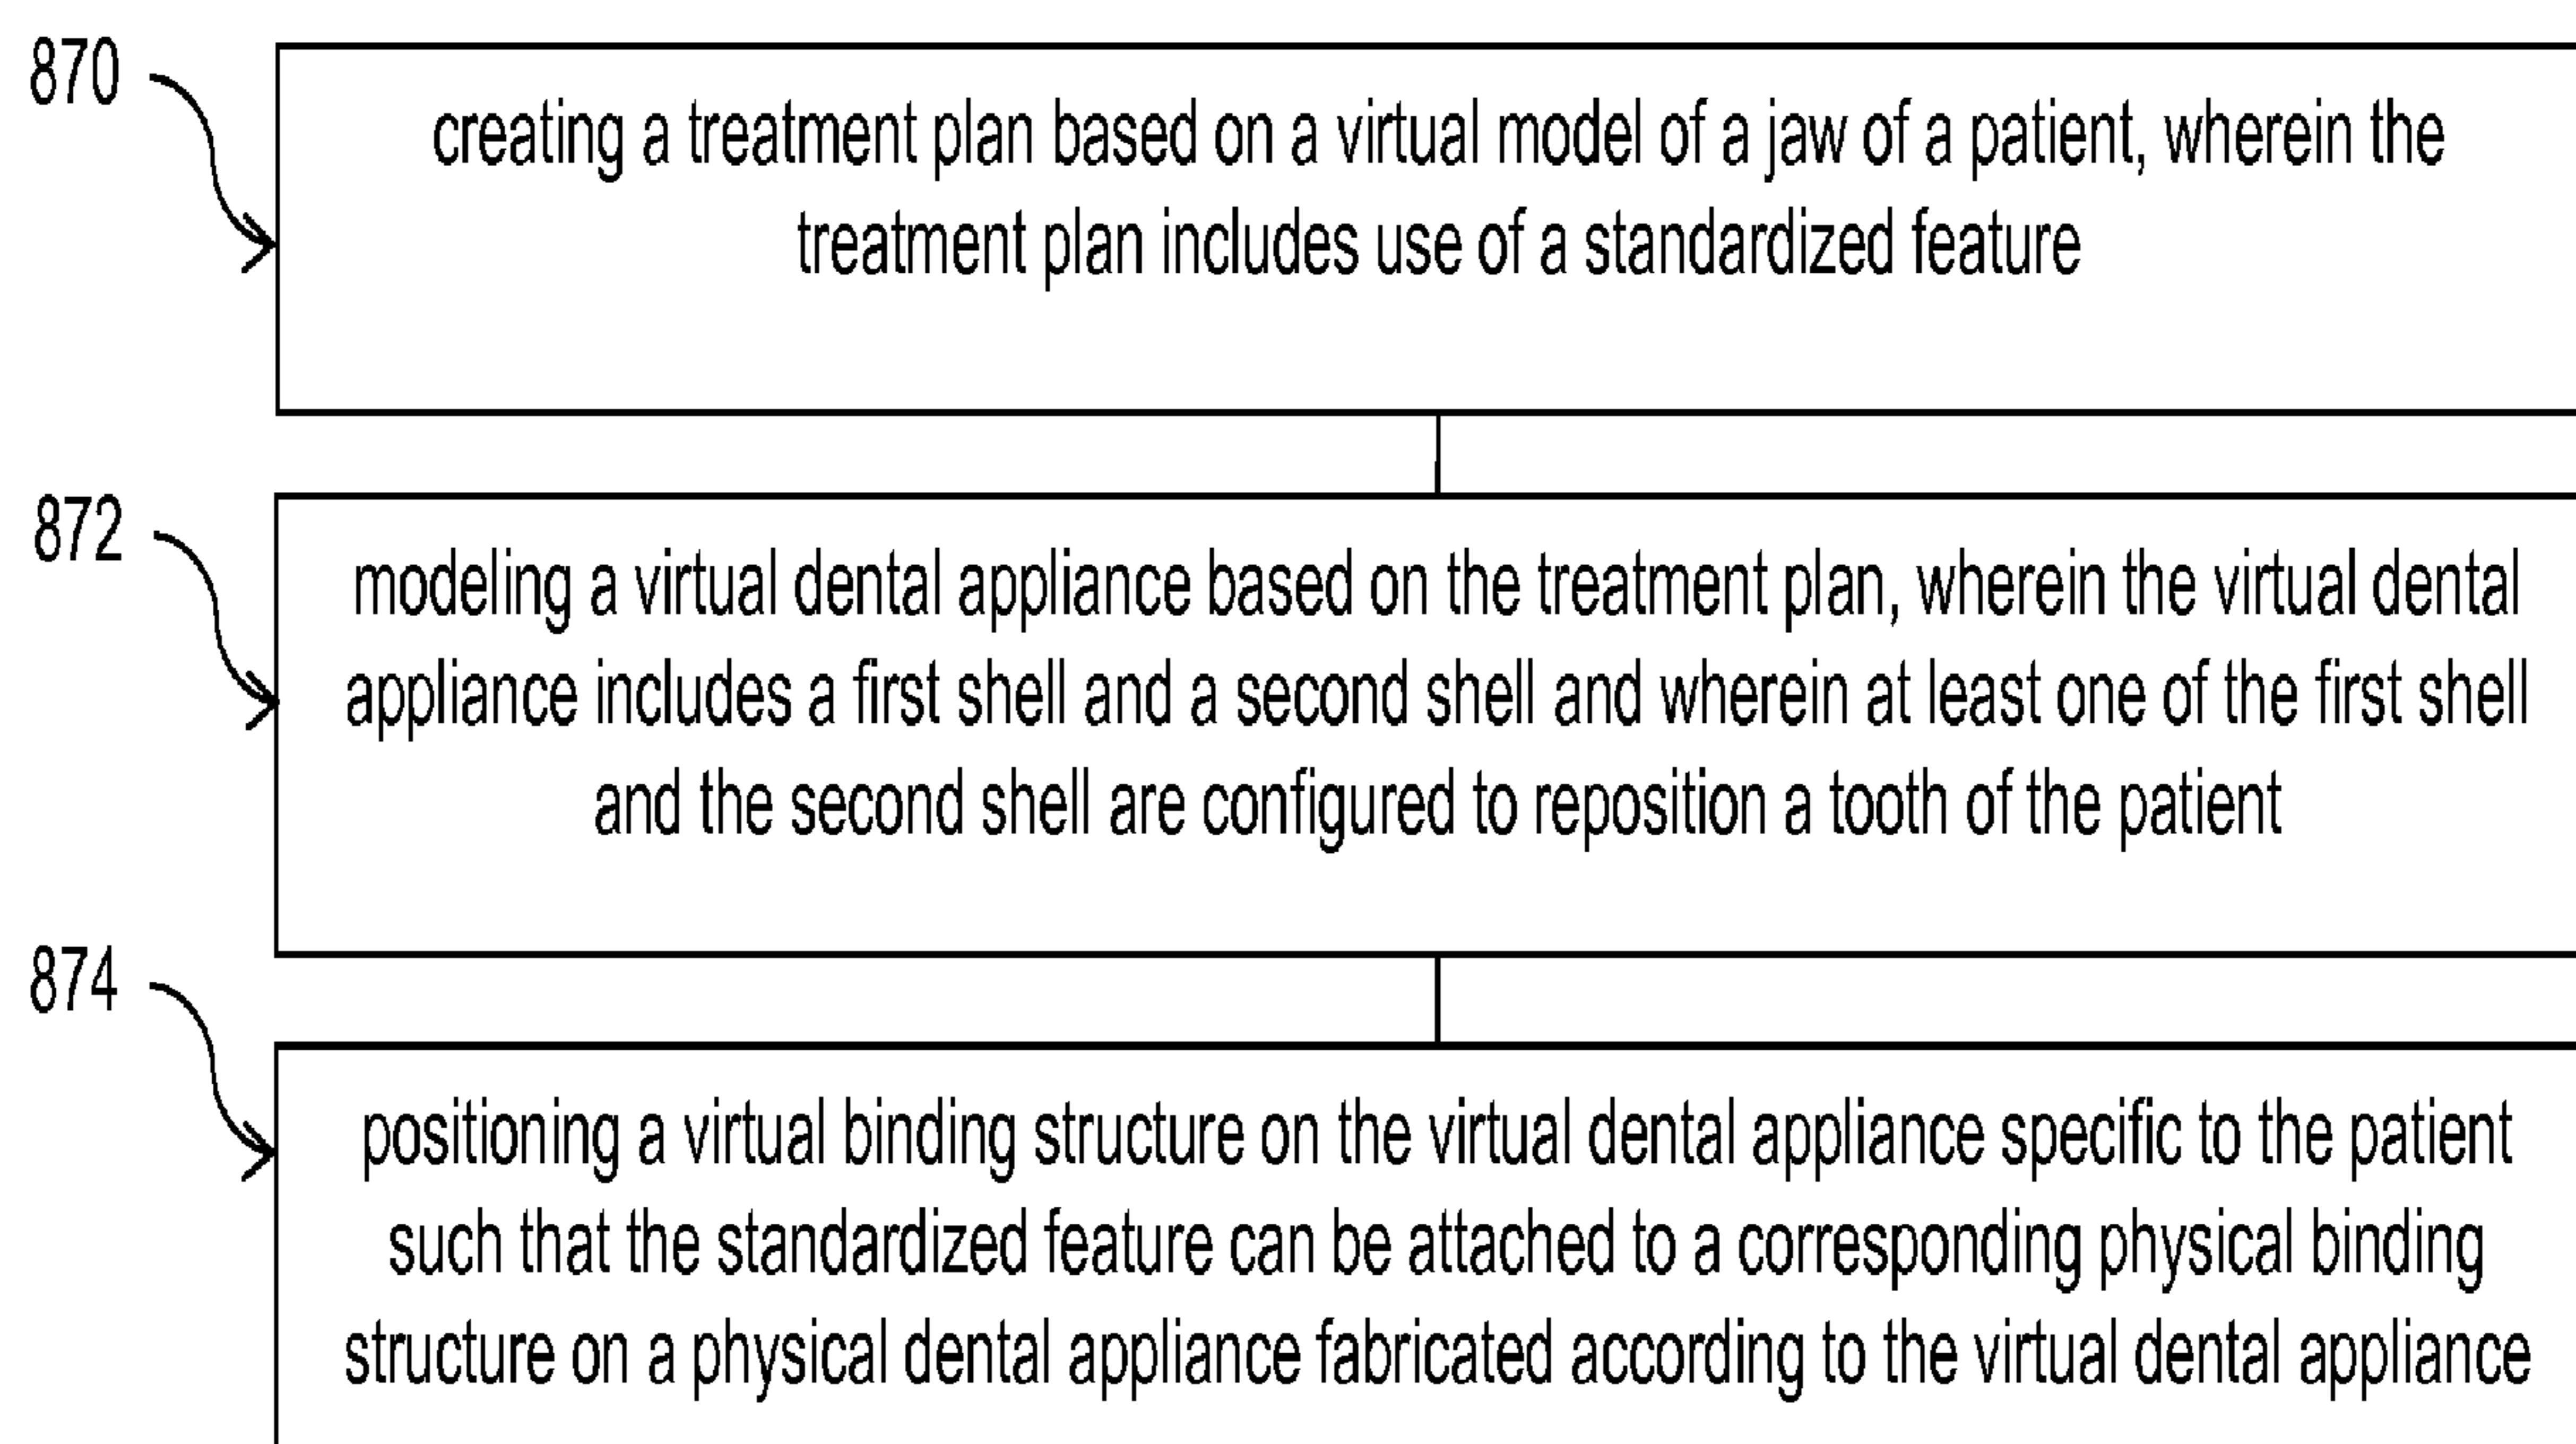 870
creating a treatment plan based on a virtual model of a jaw of a patient, wherein the
treatment plan includes use of a standardized feature
872
modeling a virtual dental appliance based on the treatment plan, wherein the virtual dental
appliance includes a first shell and a second shell and wherein at least one of the first shell
and the second shell are configured to reposition a tooth of the patient
874
positioning a virtual binding structure on the virtual dental appliance specific to the patient
such that the standardized feature can be attached to a corresponding physical binding
structure on a physical dental appliance fabricated according to the virtual dental appliance